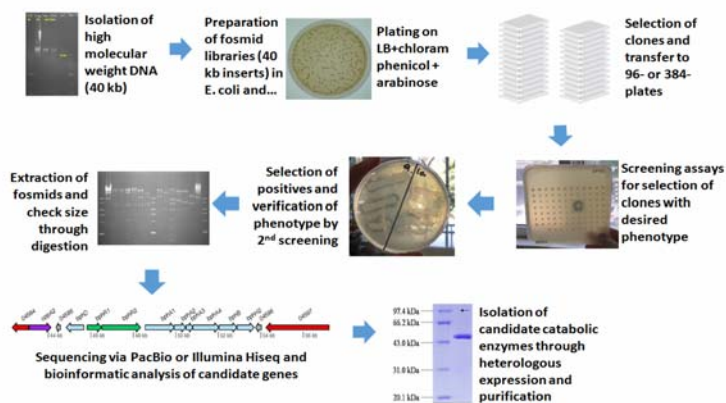 Isolation of
high
molecular
weight DNA
(40 kb)
Preparation
of fosmid
libraries (40
kb inserts) in
E. coli and...
Plating on
LB+chloram
phenicol +
arabinose
Selection of
clones and
transfer to
96- or 384-
plates
Screening assays
for selection of
clones with
desired
phenotype
Selection of
positives and
verification of
phenotype by
2nd screening
Extraction of
fosmids and
check size
through
digestion
Sequencing via PacBio or Illumina Hiseq and
bioinformatic analysis of candidate genes
97.4 kDa
66.2 kDa
45.0 kDa
31.0 kDa
20.1 kDa
Isolation of
candidate catabolic
enzymes through
heterologous
expression and
purification